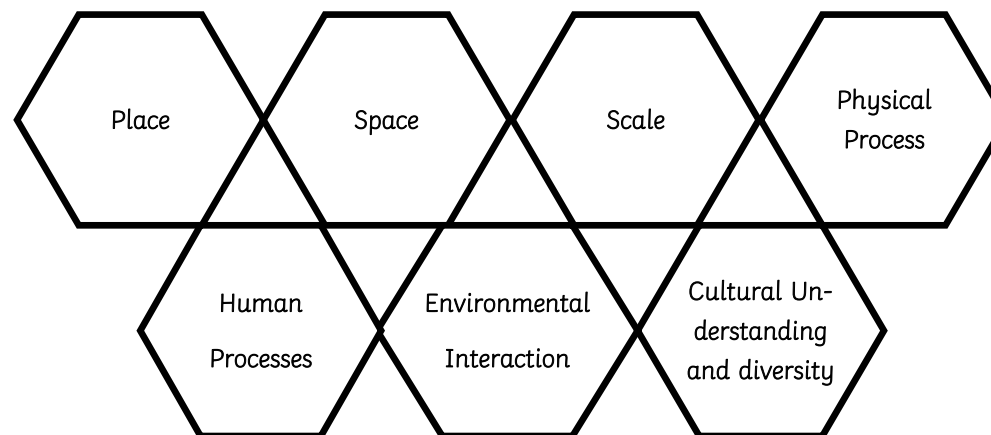 Place
Space
Scale
Physical
Process
Human
Processes
Environmental
Interaction
Cultural Un-
derstanding
and diversity